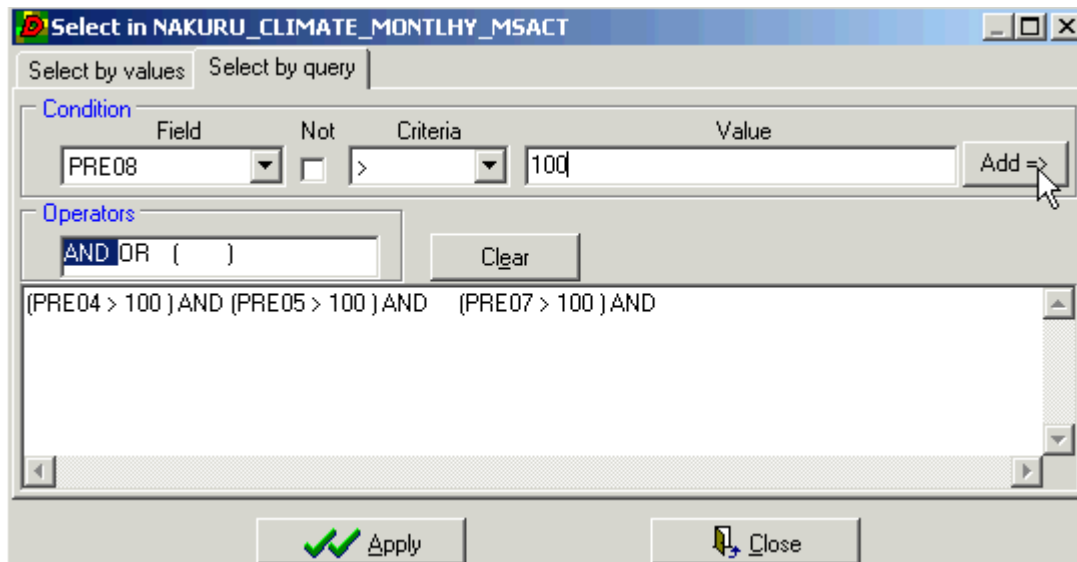 Select in NAKURU_CLIMATE_MONTLHY_MSACT
Select by values Select by query
Condition
Field Not Criteria Value
PRE08 > 100 Add =>
Operators
AND OR ( )
Clear
(PRE04 > 100 ) AND (PRE05 > 100 ) AND (PRE07 > 100 ) AND
Apply Close